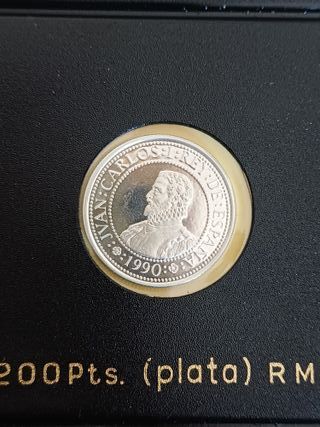 IVAN·CARLOS·I·REY·DE·ESPAÑA
1990
200Pts. (plata) RM